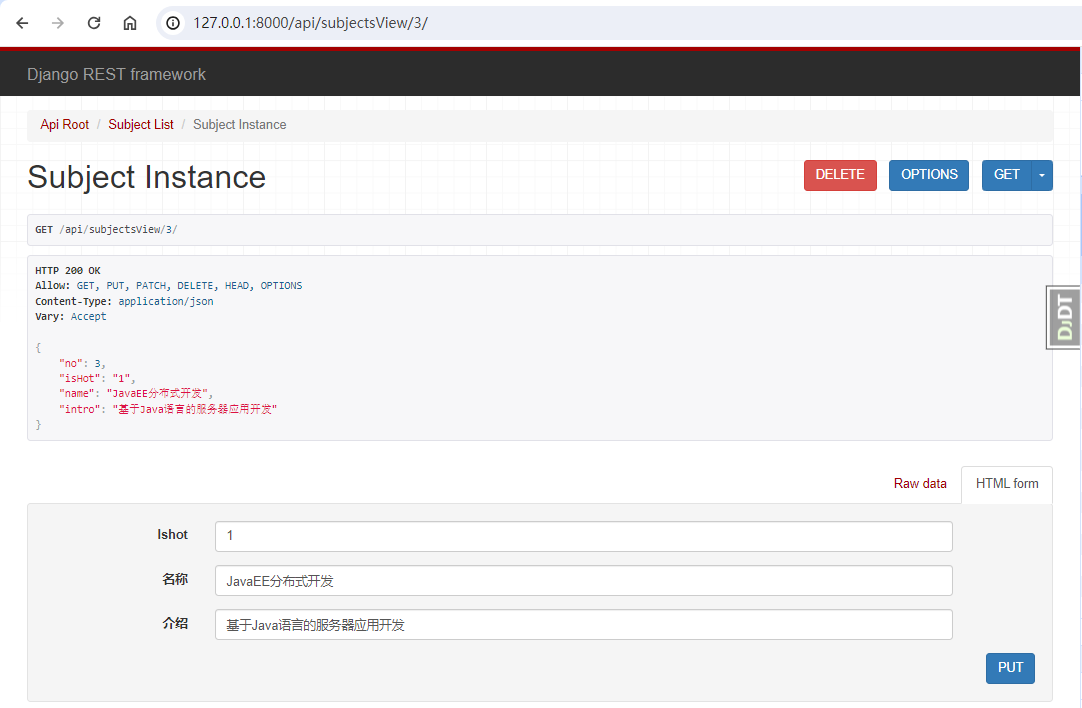 127.0.0.1:8000/api/subjectsView/3/
Django REST framework
Api Root / Subject List / Subject Instance
Subject Instance
DELETE OPTIONS GET
GET /api/subjectsView/3/
HTTP 200 OK
Allow: GET, PUT, PATCH, DELETE, HEAD, OPTIONS
Content-Type: application/json
Vary: Accept
{
"no": 3,
"isHot": "1",
"name": "JavaEE分布式开发",
"intro": "基于Java语言的服务器应用开发"
}
DJDT
Raw data HTML form
Ishot 1
名称 JavaEE分布式开发
介绍 基于Java语言的服务器应用开发
PUT